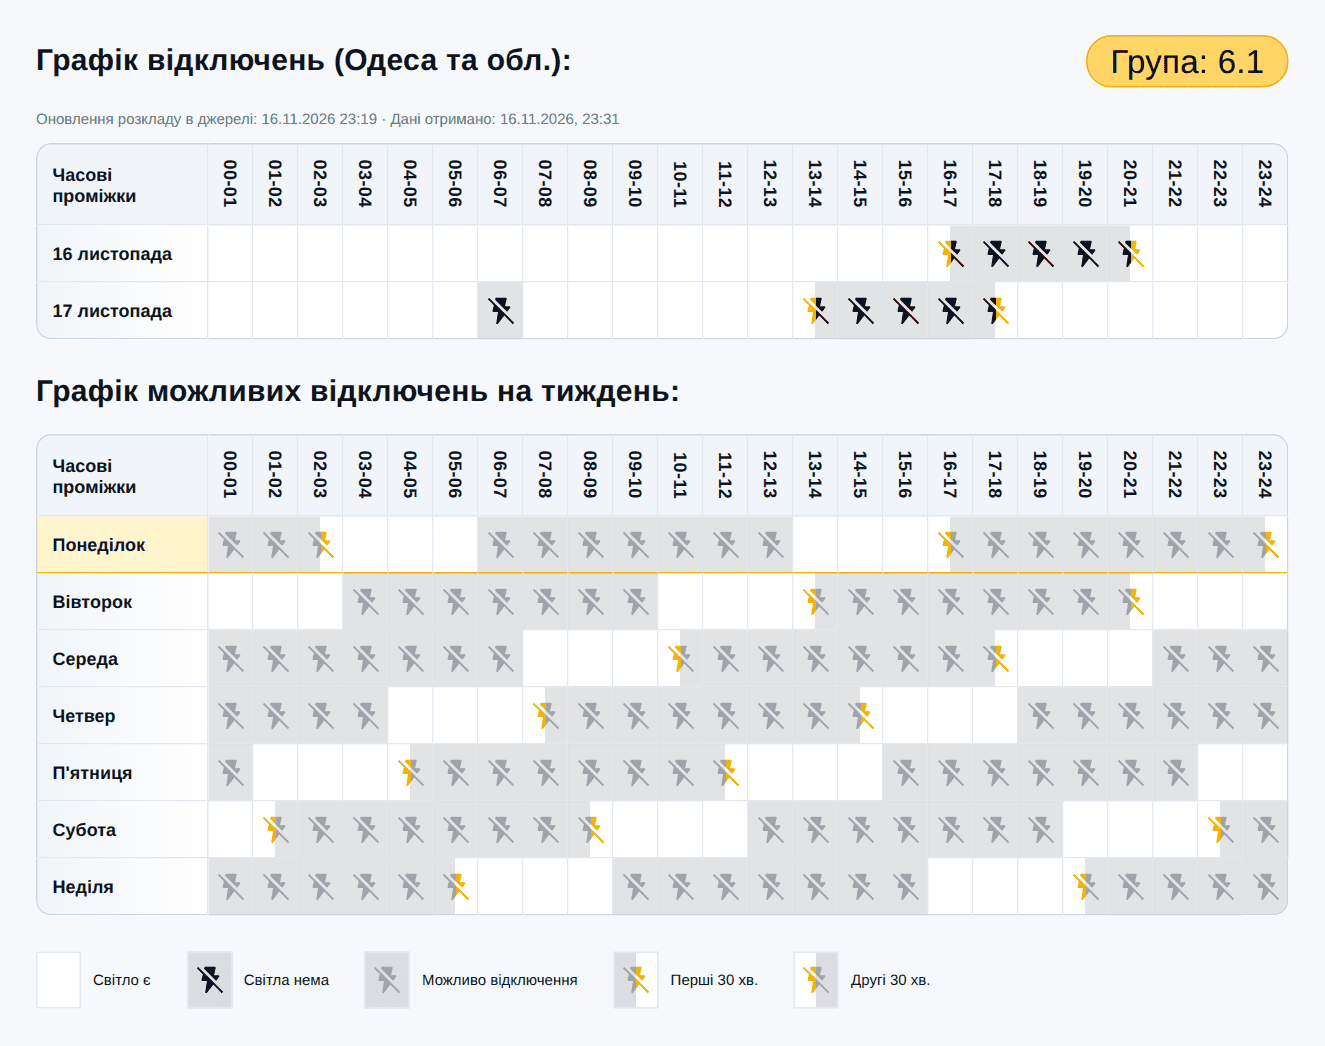 Графік відключень (Одеса та обл.):
Група: 6.1
Оновлення розкладу в джерелі: 16.11.2026 23:19 · Дані отримано: 16.11.2026, 23:31
Часові проміжки 00-01 01-02 02-03 03-04 04-05 05-06 06-07 07-08 08-09 09-10 10-11 11-12 12-13 13-14 14-15 15-16 16-17 17-18 18-19 19-20 20-21 21-22 22-23 23-24
16 листопада
17 листопада
Графік можливих відключень на тиждень:
Часові проміжки 00-01 01-02 02-03 03-04 04-05 05-06 06-07 07-08 08-09 09-10 10-11 11-12 12-13 13-14 14-15 15-16 16-17 17-18 18-19 19-20 20-21 21-22 22-23 23-24
Понеділок
Вівторок
Середа
Четвер
П'ятниця
Субота
Неділя
Світло є Світла нема Можливо відключення Перші 30 хв. Другі 30 хв.